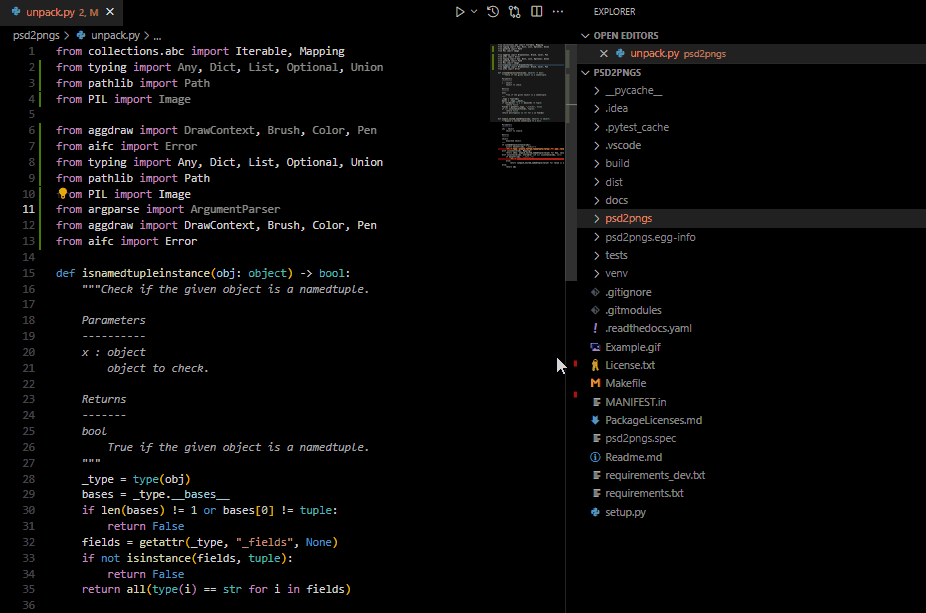 unpack.py 2, M
psd2pngs > unpack.py > ...
1 from collections.abc import Iterable, Mapping
2 from typing import Any, Dict, List, Optional, Union
3 from pathlib import Path
4 from PIL import Image
5
6 from aggdraw import DrawContext, Brush, Color, Pen
7 from aifc import Error
8 from typing import Any, Dict, List, Optional, Union
9 from pathlib import Path
10 om PIL import Image
11 from argparse import ArgumentParser
12 from aggdraw import DrawContext, Brush, Color, Pen
13 from aifc import Error
14
15 def isnamedtupleinstance(obj: object) -> bool:
16 """Check if the given object is a namedtuple.
17
18 Parameters
19 ----------
20 x : object
21 object to check.
22
23 Returns
24 -------
25 bool
26 True if the given object is a namedtuple.
27 """
28 _type = type(obj)
29 bases = _type.__bases__
30 if len(bases) != 1 or bases[0] != tuple:
31 return False
32 fields = getattr(_type, "_fields", None)
33 if not isinstance(fields, tuple):
34 return False
35 return all(type(i) == str for i in fields)
36
EXPLORER
OPEN EDITORS
unpack.py psd2pngs
PSD2PNGS
__pycache__
.idea
.pytest_cache
.vscode
build
dist
docs
psd2pngs
psd2pngs.egg-info
tests
venv
.gitignore
.gitmodules
.readthedocs.yaml
Example.gif
License.txt
Makefile
MANIFEST.in
PackageLicenses.md
psd2pngs.spec
Readme.md
requirements_dev.txt
requirements.txt
setup.py